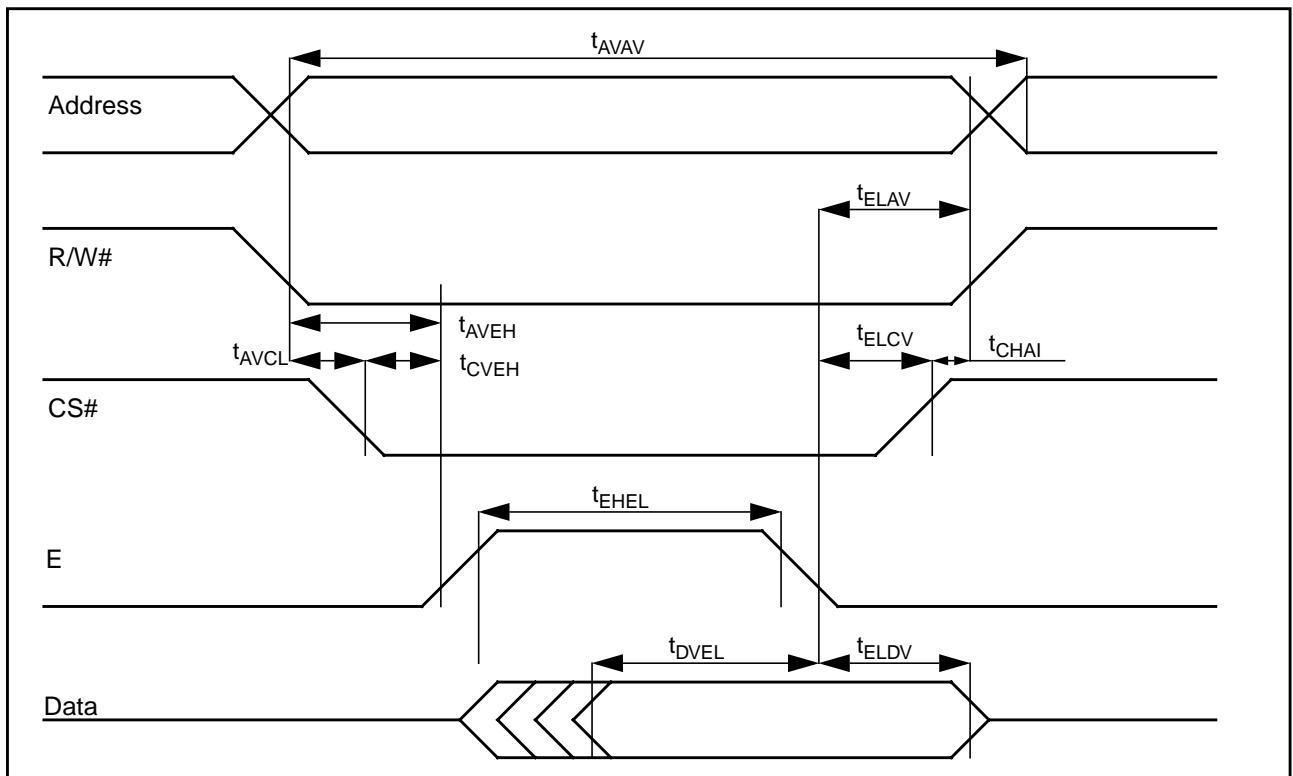 tAVAV
Address
tELAV
R/W#
tAVEH
tAVCL
tCVEH
tELCV
tCHAI
CS#
tEHEL
E
tDVEL
tELDV
Data